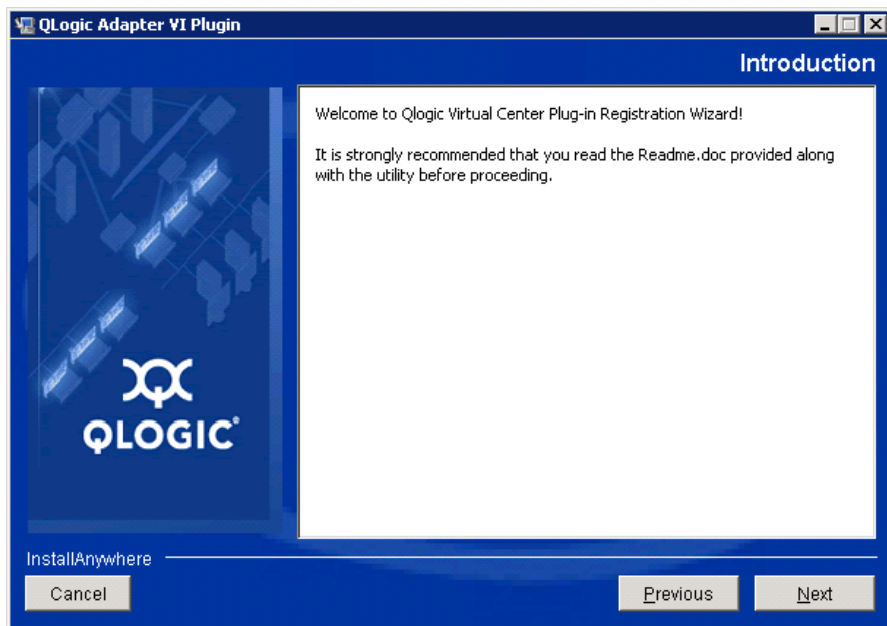 QLogic Adapter VI Plugin
Introduction
Welcome to Qlogic Virtual Center Plug-in Registration Wizard!
It is strongly recommended that you read the Readme.doc provided along
with the utility before proceeding.
QLOGIC®
InstallAnywhere
Cancel
Previous
Next